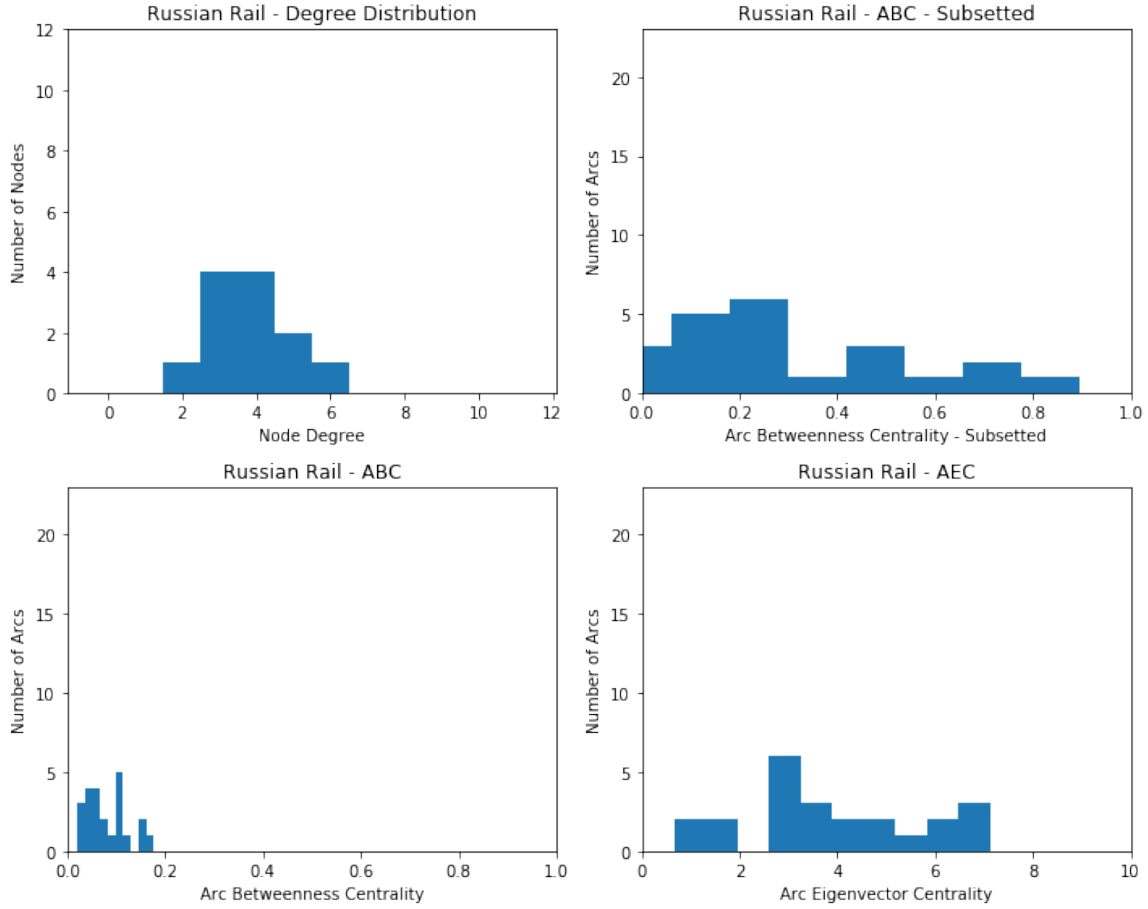 Russian Rail - Degree Distribution
12
10
8
6
4
2
0
Number of Nodes
0 2 4 6 8 10 12
Node Degree
Russian Rail - ABC - Subsetted
20
15
10
5
0
Number of Arcs
0.0 0.2 0.4 0.6 0.8 1.0
Arc Betweenness Centrality - Subsetted
Russian Rail - ABC
20
15
10
5
0
Number of Arcs
0.0 0.2 0.4 0.6 0.8 1.0
Arc Betweenness Centrality
Russian Rail - AEC
20
15
10
5
0
Number of Arcs
0 2 4 6 8 10
Arc Eigenvector Centrality